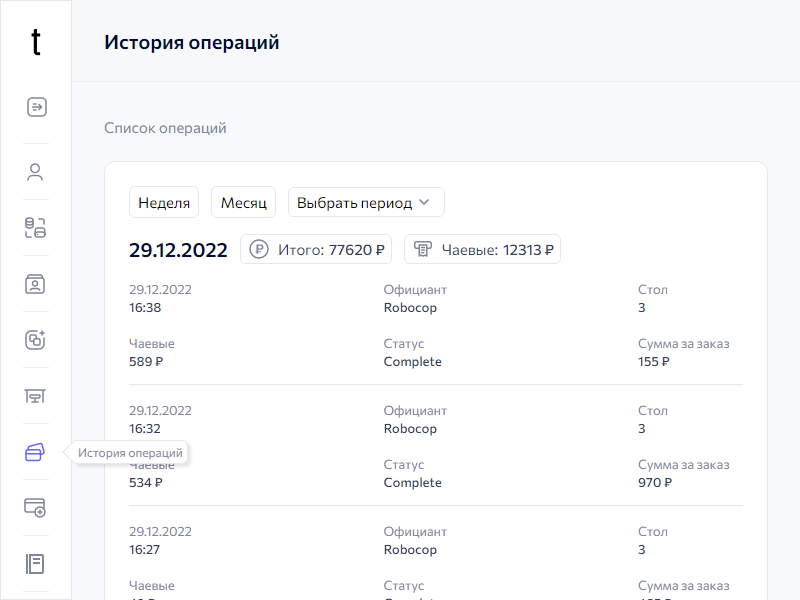 t
История операций
Список операций
Неделя Месяц Выбрать период
29.12.2022 Итого: 77620 ₽ Чаевые: 12313 ₽
29.12.2022 Официант Стол
16:38 Robocop 3
Чаевые Статус Сумма за заказ
589 ₽ Complete 155 ₽
29.12.2022 Официант Стол
16:32 Robocop 3
История операций
Чаевые Статус Сумма за заказ
534 ₽ Complete 970 ₽
29.12.2022 Официант Стол
16:27 Robocop 3
Чаевые Статус Сумма за заказ